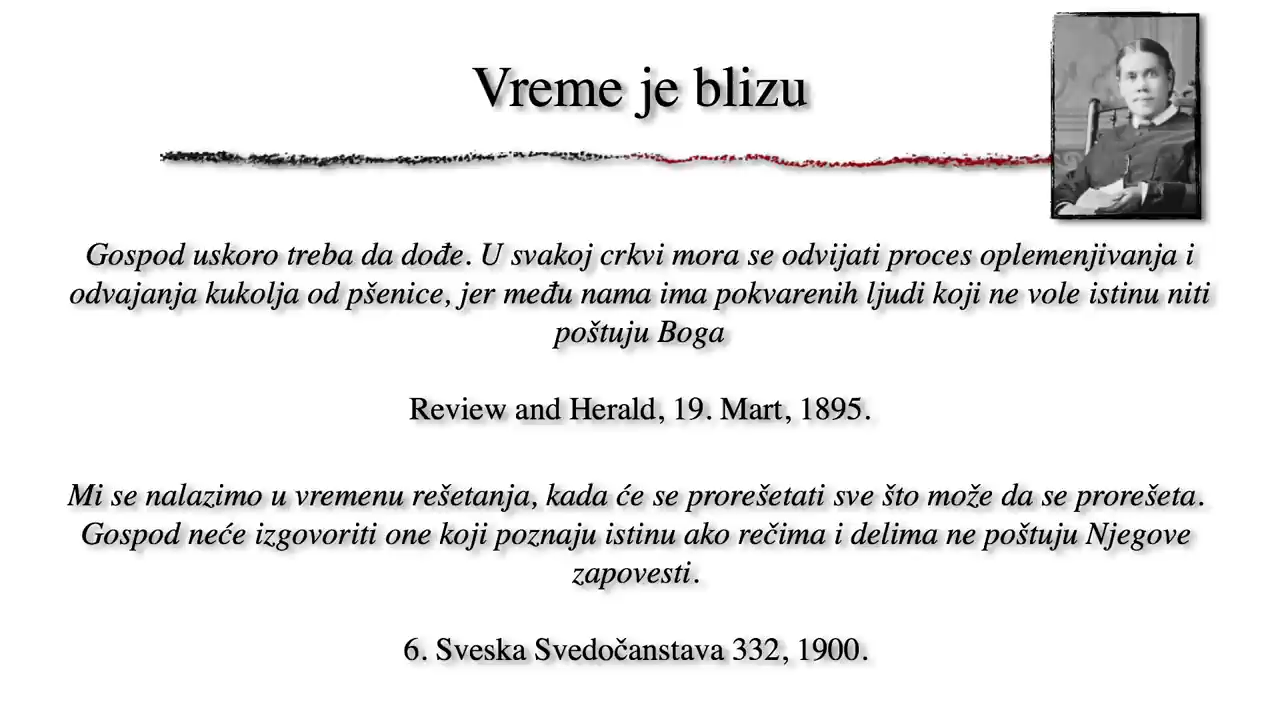 Vreme je blizu
Gospod uskoro treba da dođe. U svakoj crkvi mora se odvijati proces oplemenjivanja i
odvajanja kukolja od pšenice, jer među nama ima pokvarenih ljudi koji ne vole istinu niti
poštuju Boga
Review and Herald, 19. Mart, 1895.
Mi se nalazimo u vremenu rešetanja, kada će se prorešetati sve što može da se prorešeta.
Gospod neće izgovoriti one koji poznaju istinu ako rečima i delima ne poštuju Njegove
zapovesti.
6. Sveska Svedočanstava 332, 1900.